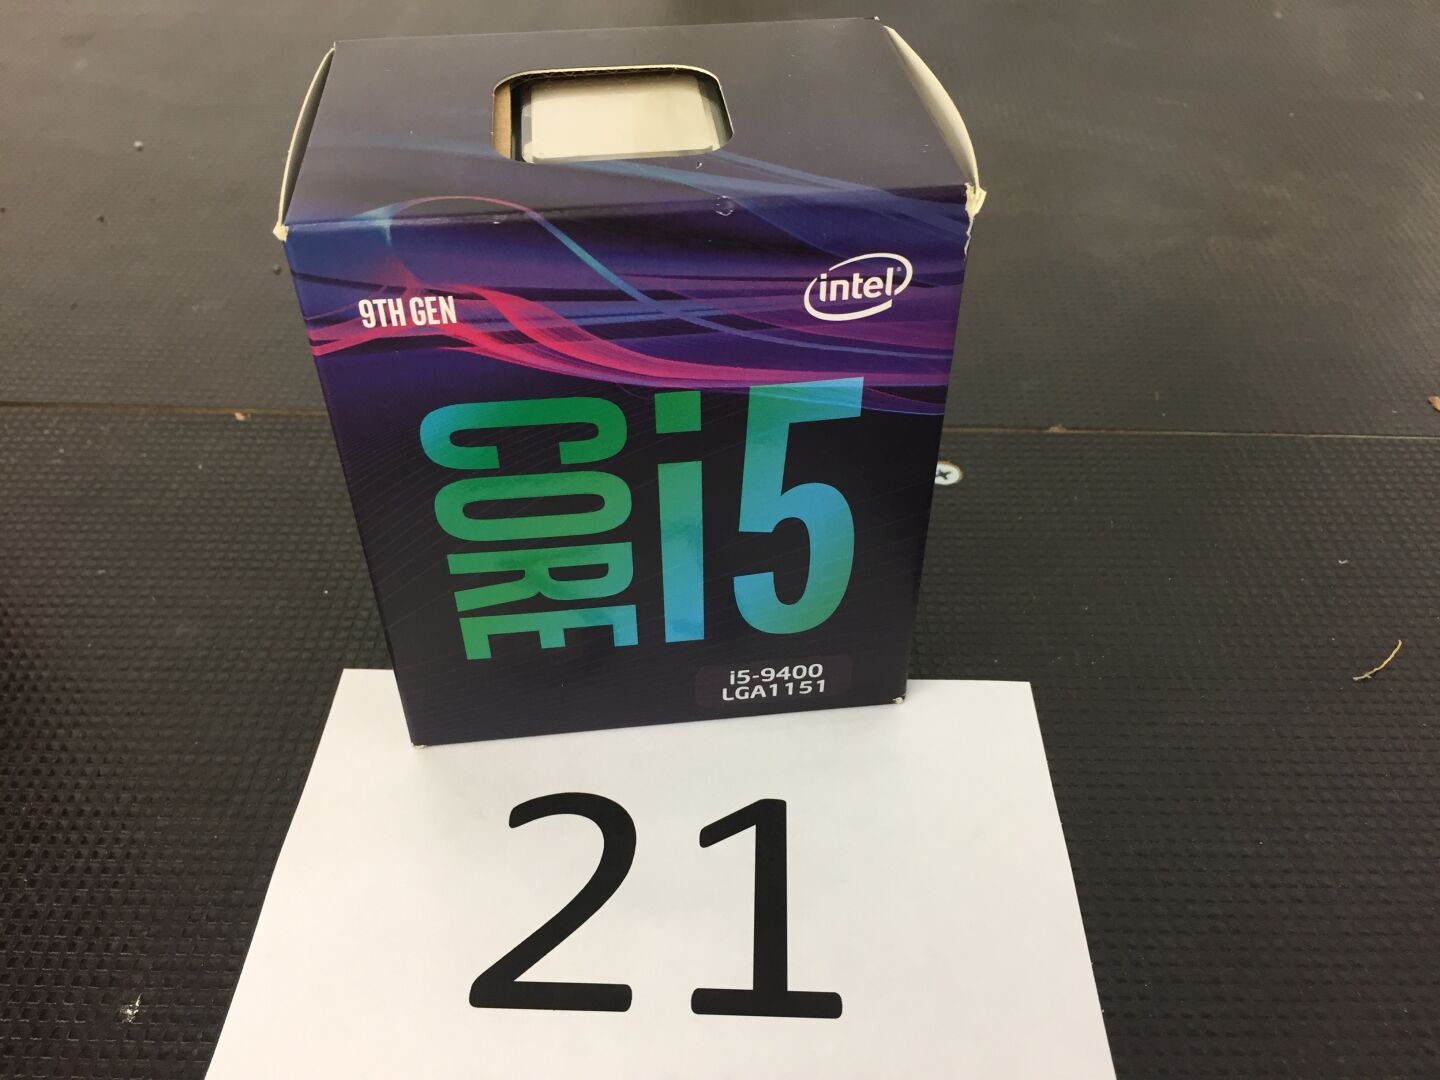 9TH GEN
intel
CORE i5
i5-9400
LGA1151
21